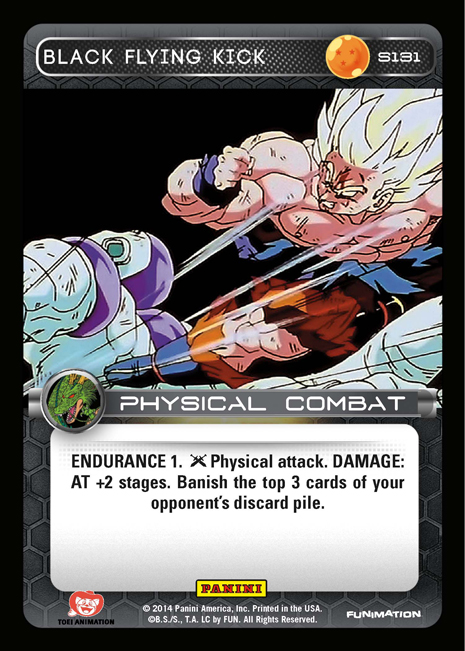 BLACK FLYING KICK S131
PHYSICAL COMBAT
ENDURANCE 1. Physical attack. DAMAGE:
AT +2 stages. Banish the top 3 cards of your
opponent's discard pile.
PANINI
© 2014 Panini America, Inc. Printed in the USA.
TOEI ANIMATION ©B.S./S., T.A. LC by FUN. All Rights Reserved. FUNIMATION